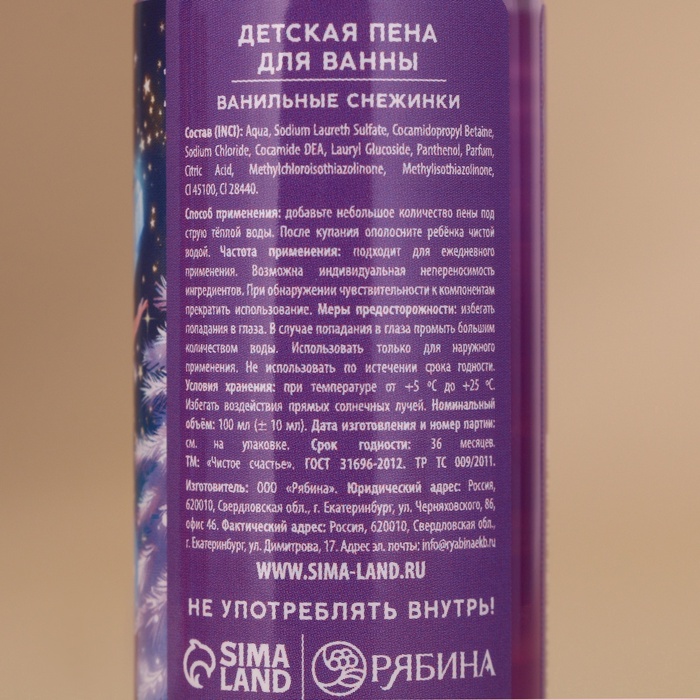 ДЕТСКАЯ ПЕНА
ДЛЯ ВАННЫ
ВАНИЛЬНЫЕ СНЕЖИНКИ
Состав (INCI): Aqua, Sodium Laureth Sulfate, Cocamidopropyl Betaine,
Sodium Chloride, Cocamide DEA, Lauryl Glucoside, Panthenol, Parfum,
Citric Acid, Methylchloroisothiazolinone, Methylisothiazolinone,
CI 45100, CI 28440.
Способ применения: добавьте небольшое количество пены под
струю тёплой воды. После купания ополосните ребёнка чистой
водой. Частота применения: подходит для ежедневного
применения. Возможна индивидуальная непереносимость
ингредиентов. При обнаружении чувствительности к компонентам
прекратить использование. Меры предосторожности: избегать
попадания в глаза. В случае попадания в глаза промыть большим
количеством воды. Использовать только для наружного
применения. Не использовать по истечении срока годности.
Условия хранения: при температуре от +5 °C до +25 °C.
Избегать воздействия прямых солнечных лучей. Номинальный
объём: 100 мл (± 10 мл). Дата изготовления и номер партии:
см. на упаковке. Срок годности: 36 месяцев.
ТМ: «Чистое счастье». ГОСТ 31696-2012. ТР ТС 009/2011.
Изготовитель: ООО «Рябина». Юридический адрес: Россия,
620010, Свердловская обл., г. Екатеринбург, ул. Черняховского, 86,
офис 46. Фактический адрес: Россия, 620010, Свердловская обл.,
г. Екатеринбург, ул. Димитрова, 17. Адрес эл. почты: info@ryabinaekb.ru
WWW.SIMA-LAND.RU
НЕ УПОТРЕБЛЯТЬ ВНУТРЬ!
SIMA
LAND
РЯБИНА